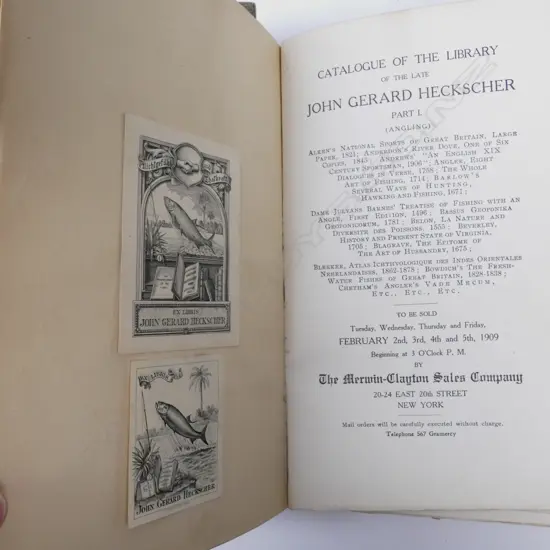 EX LIBRIS
JOHN GERARD HECKSCHER
JOHN GERARD HECKSCHER
CATALOGUE OF THE LIBRARY
OF THE LATE
JOHN GERARD HECKSCHER
PART I.
(ANGLING)
ALKEN'S NATIONAL SPORTS OF GREAT BRITAIN, LARGE
PAPER, 1821; ANDERDON'S RIVER DOVE, ONE OF SIX
COPIES, 1845; ANDREWS' "AN ENGLISH XIX
CENTURY SPORTSMAN, 1906"; ANGLER, EIGHT
DIALOGUES IN VERSE, 1758; THE WHOLE
ART OF FISHING, 1714; BARLOW'S
SEVERAL WAYS OF HUNTING,
HAWKING AND FISHING, 1671;
DAME JULYANS BARNES' TREATISE OF FISHING WITH AN
ANGLE, FIRST EDITION, 1496; BASSUS GEOPONIKA
GEOPONICORUM, 1781; BELON, LA NATURE AND
DIVERSITE DES POISSONS, 1555; BEVERLEY,
HISTORY AND PRESENT STATE OF VIRGINIA,
1705; BLAGRAVE, THE EPITOME OF
THE ART OF HUSBANDRY, 1675;
BLEEKER, ATLAS ICHTHYOLOGIQUE DES INDES ORIENTALES
NEERLANDAISES, 1862-1878; BOWDICH'S THE FRESH-
WATER FISHES OF GREAT BRITAIN, 1828-1838;
CHETHAM'S ANGLER'S VADE MECUM,
ETC., ETC., ETC.
TO BE SOLD
Tuesday, Wednesday, Thursday and Friday,
FEBRUARY 2nd, 3rd, 4th and 5th, 1909
Beginning at 3 O'Clock P. M.
BY
The Merwin-Clayton Sales Company
20-24 EAST 20th STREET
NEW YORK
Mail orders will be carefully executed without charge.
Telephone 567 Gramercy